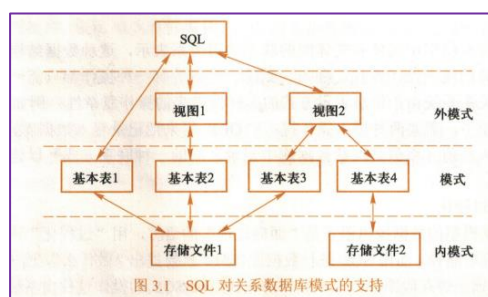 SQL
视图1 视图2 外模式
基本表1 基本表2 基本表3 基本表4 模式
存储文件1 存储文件2 内模式
图 3.1 SQL 对关系数据库模式的支持